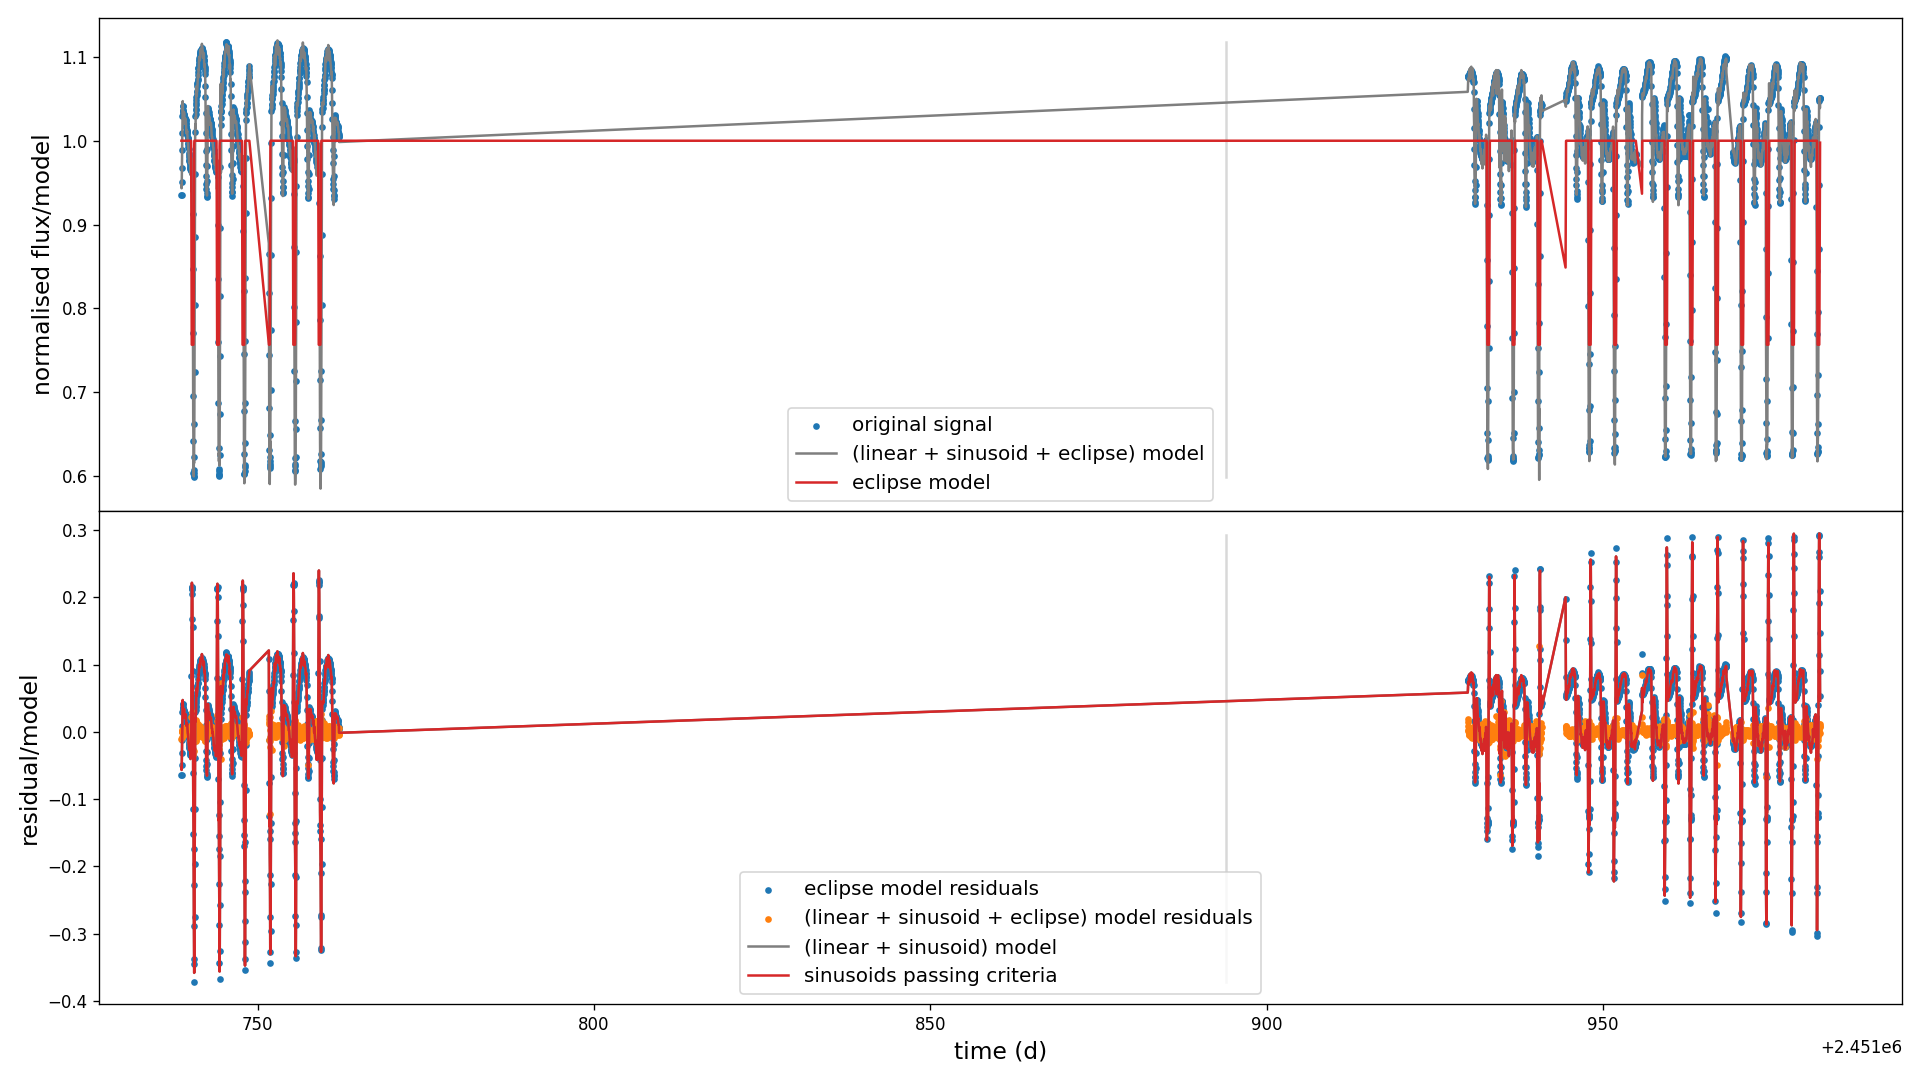 normalised flux/model
1.1
1.0
0.9
0.8
0.7
0.6
original signal
(linear + sinusoid + eclipse) model
eclipse model
residual/model
0.3
0.2
0.1
0.0
−0.1
−0.2
−0.3
−0.4
eclipse model residuals
(linear + sinusoid + eclipse) model residuals
(linear + sinusoid) model
sinusoids passing criteria
750
800
850
900
950
time (d)
+2.451e6